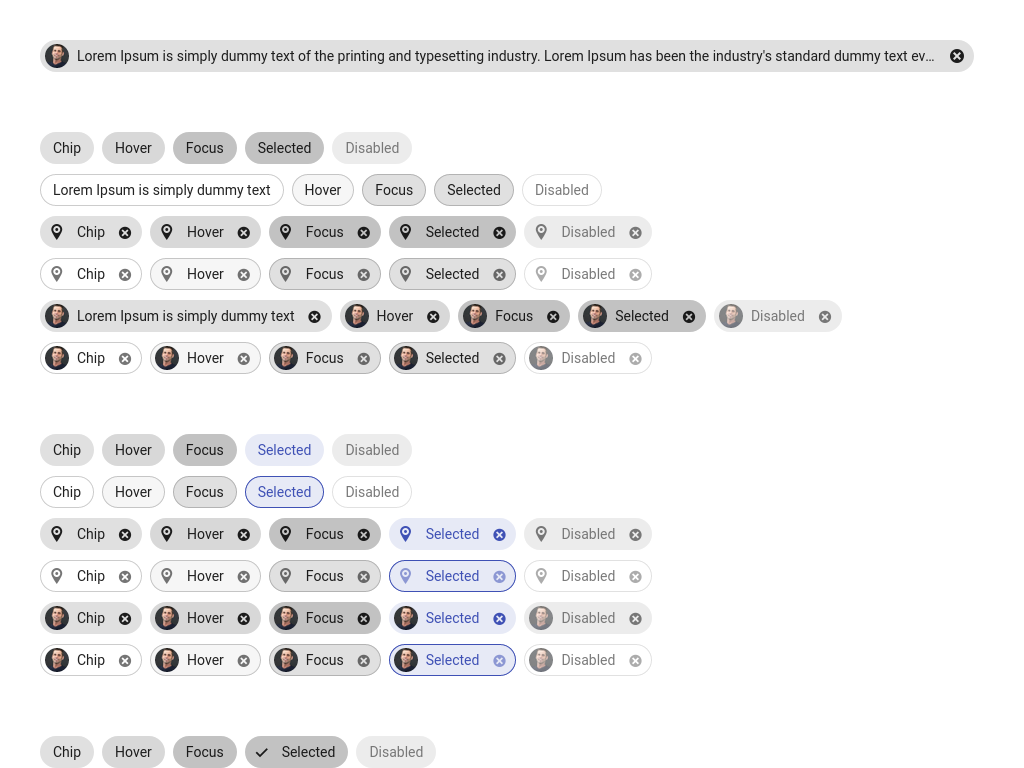 Lorem Ipsum is simply dummy text of the printing and typesetting industry. Lorem Ipsum has been the industry's standard dummy text ev...
Chip Hover Focus Selected Disabled
Lorem Ipsum is simply dummy text Hover Focus Selected Disabled
Chip Hover Focus Selected Disabled
Chip Hover Focus Selected Disabled
Lorem Ipsum is simply dummy text Hover Focus Selected Disabled
Chip Hover Focus Selected Disabled
Chip Hover Focus Selected Disabled
Chip Hover Focus Selected Disabled
Chip Hover Focus Selected Disabled
Chip Hover Focus Selected Disabled
Chip Hover Focus Selected Disabled
Chip Hover Focus Selected Disabled
Chip Hover Focus Selected Disabled